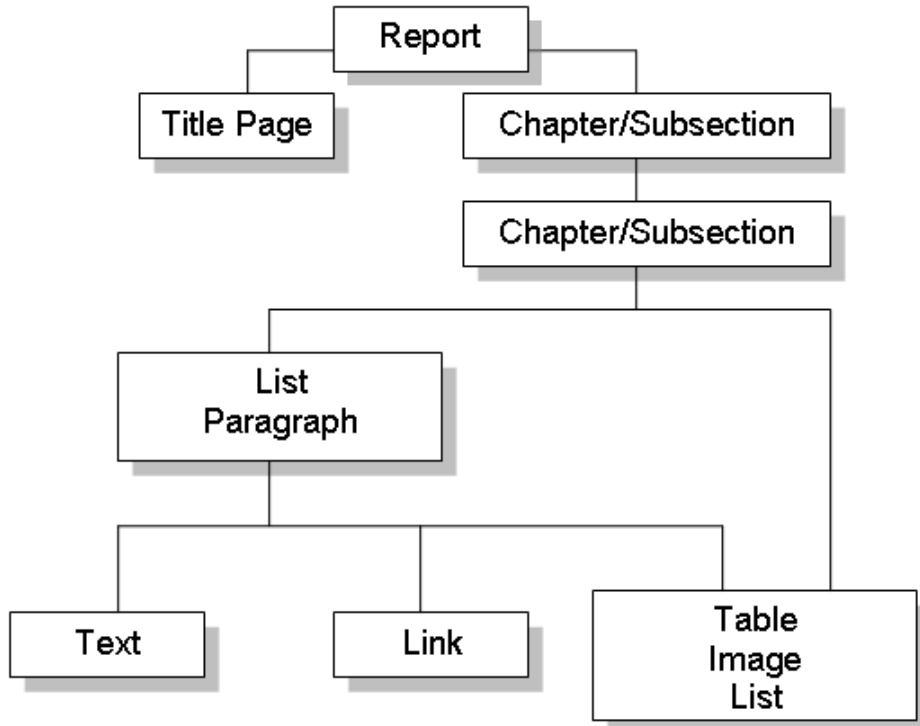 Report
Title Page
Chapter/Subsection
Chapter/Subsection
List
Paragraph
Text
Link
Table
Image
List